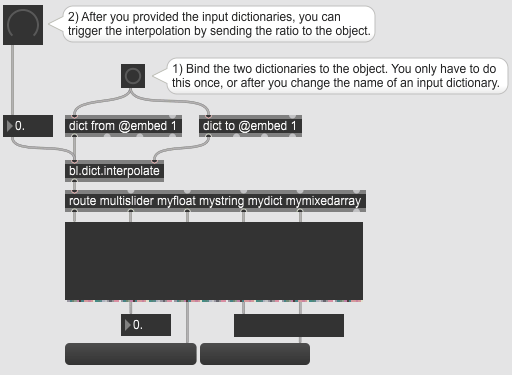 2) After you provided the input dictionaries, you can
trigger the interpolation by sending the ratio to the object.
1) Bind the two dictionaries to the object. You only have to do
this once, or after you change the name of an input dictionary.
0.
dict from @embed 1
dict to @embed 1
bl.dict.interpolate
route multislider myfloat mystring mydict mymixedarray
0.